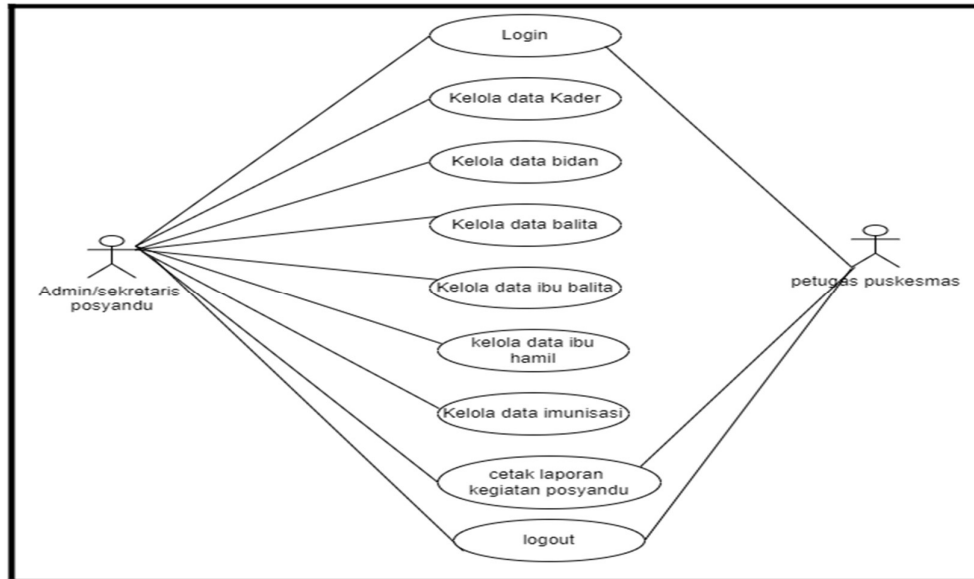 Login
Kelola data Kader
Kelola data bidan
Kelola data balita
Admin/sekretaris
posyandu
petugas puskesmas
Kelola data ibu balita
kelola data ibu
hamil
Kelola data imunisasi
cetak laporan
kegiatan posyandu
logout